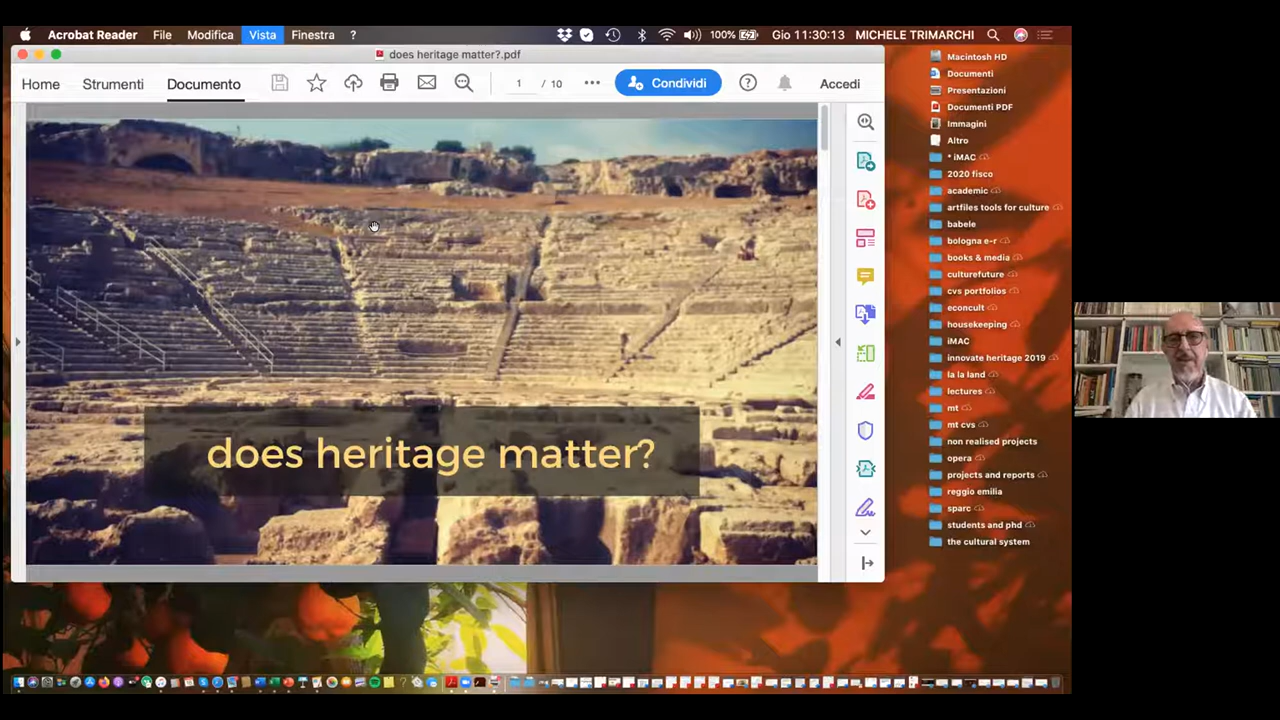 Acrobat Reader File Modifica Vista Finestra ? 100% Gio 11:30:13 MICHELE TRIMARCHI
does heritage matter?.pdf
Home Strumenti Documento 1 / 10 Condividi Accedi
does heritage matter?
Macintosh HD
Documenti
Presentazioni
Documenti PDF
Immagini
Altro
* iMAC
2020 fisco
academic
artfiles tools for culture
babele
bologna e-r
books & media
culturefuture
cvs portfolios
econcult
housekeeping
iMAC
innovate heritage 2019
la la land
lectures
mt
mt cvs
non realised projects
opera
projects and reports
reggio emilia
sparc
students and phd
the cultural system